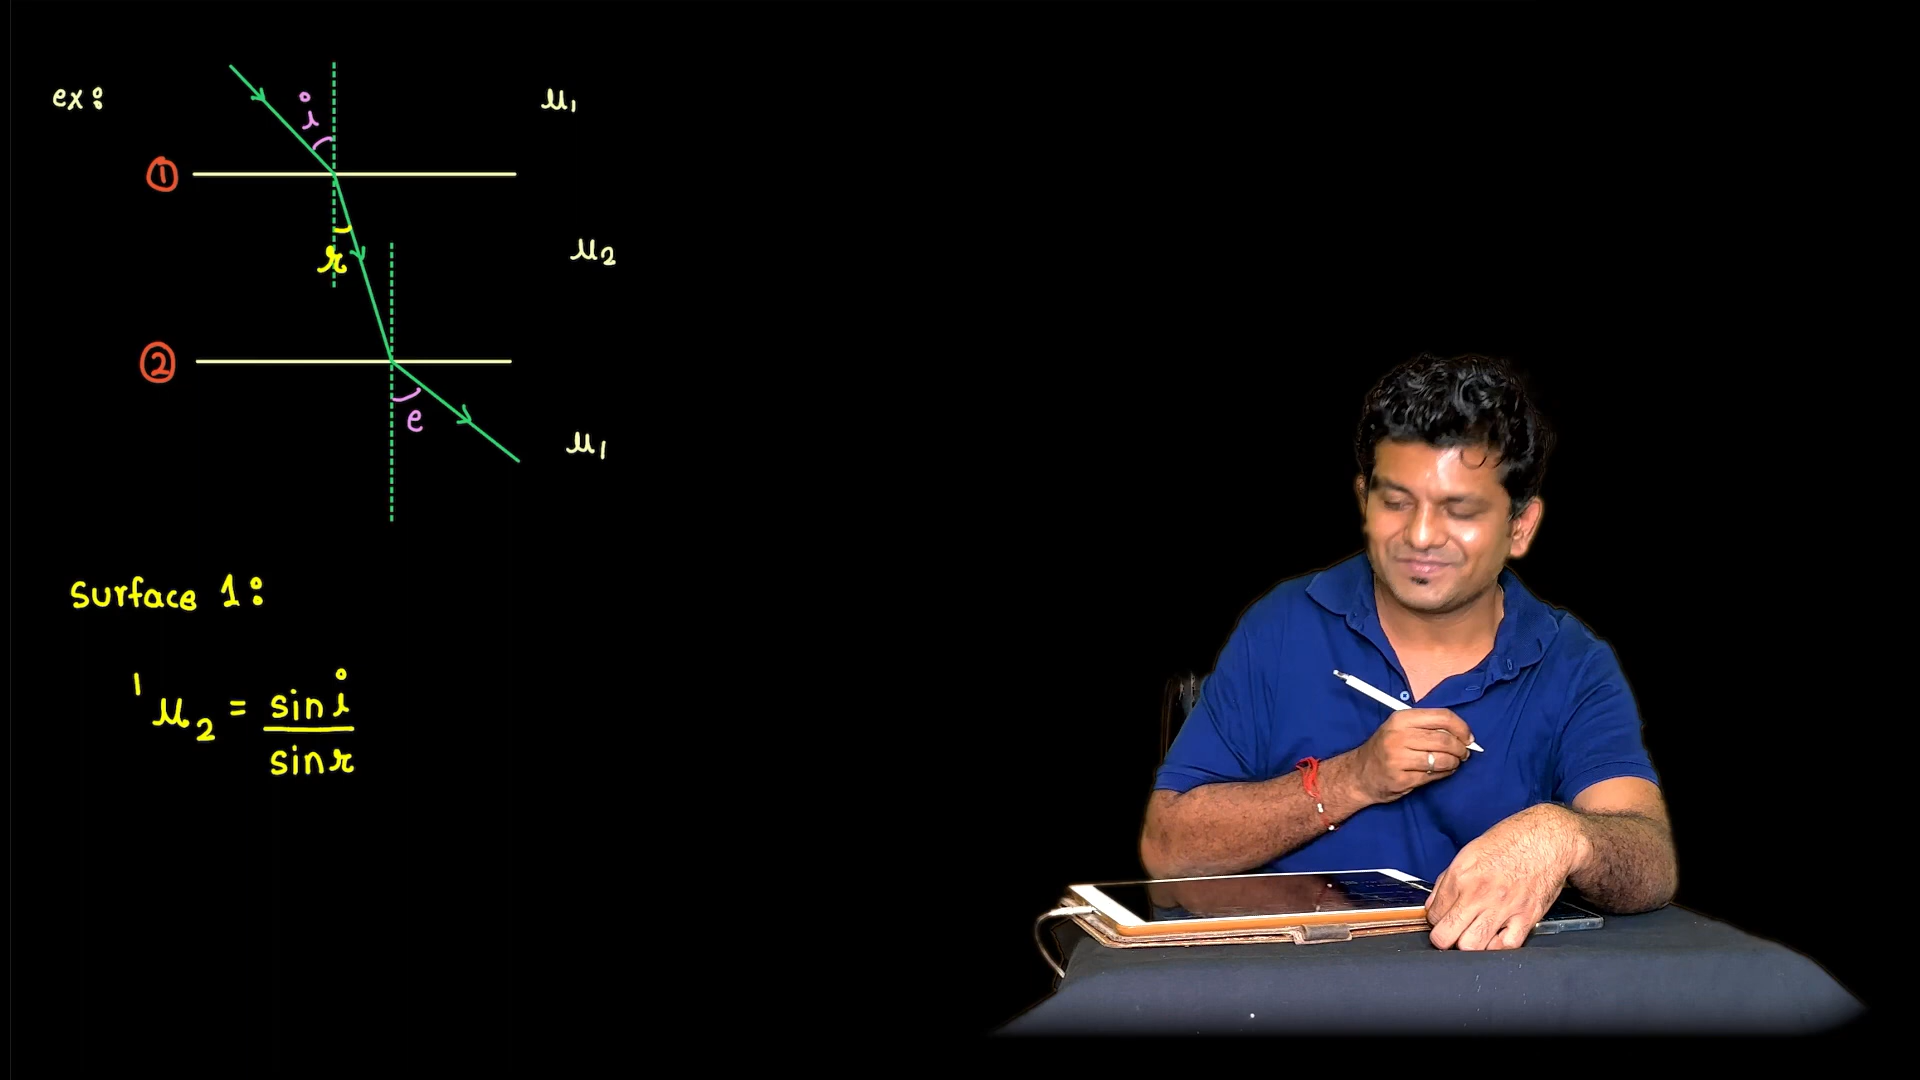 ex:
i
μ₁
①
r
μ₂
②
e
μ₁
Surface 1:
¹μ₂ = sin i / sin r